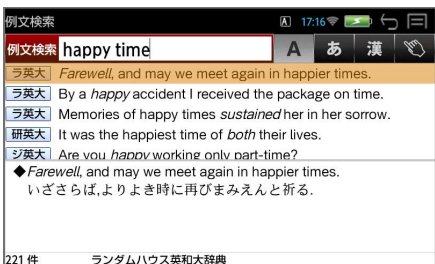 例文検索 A 17:16
例文検索 happy time A あ 漢
ラ英大 Farewell, and may we meet again in happier times.
ラ英大 By a happy accident I received the package on time.
ラ英大 Memories of happy times sustained her in her sorrow.
研英大 It was the happiest time of both their lives.
ジ英大 Are you happy working only part-time?
◆Farewell, and may we meet again in happier times.
いざさらば,よりよき時に再びまみえんと祈る.
221 件 ランダムハウス英和大辞典